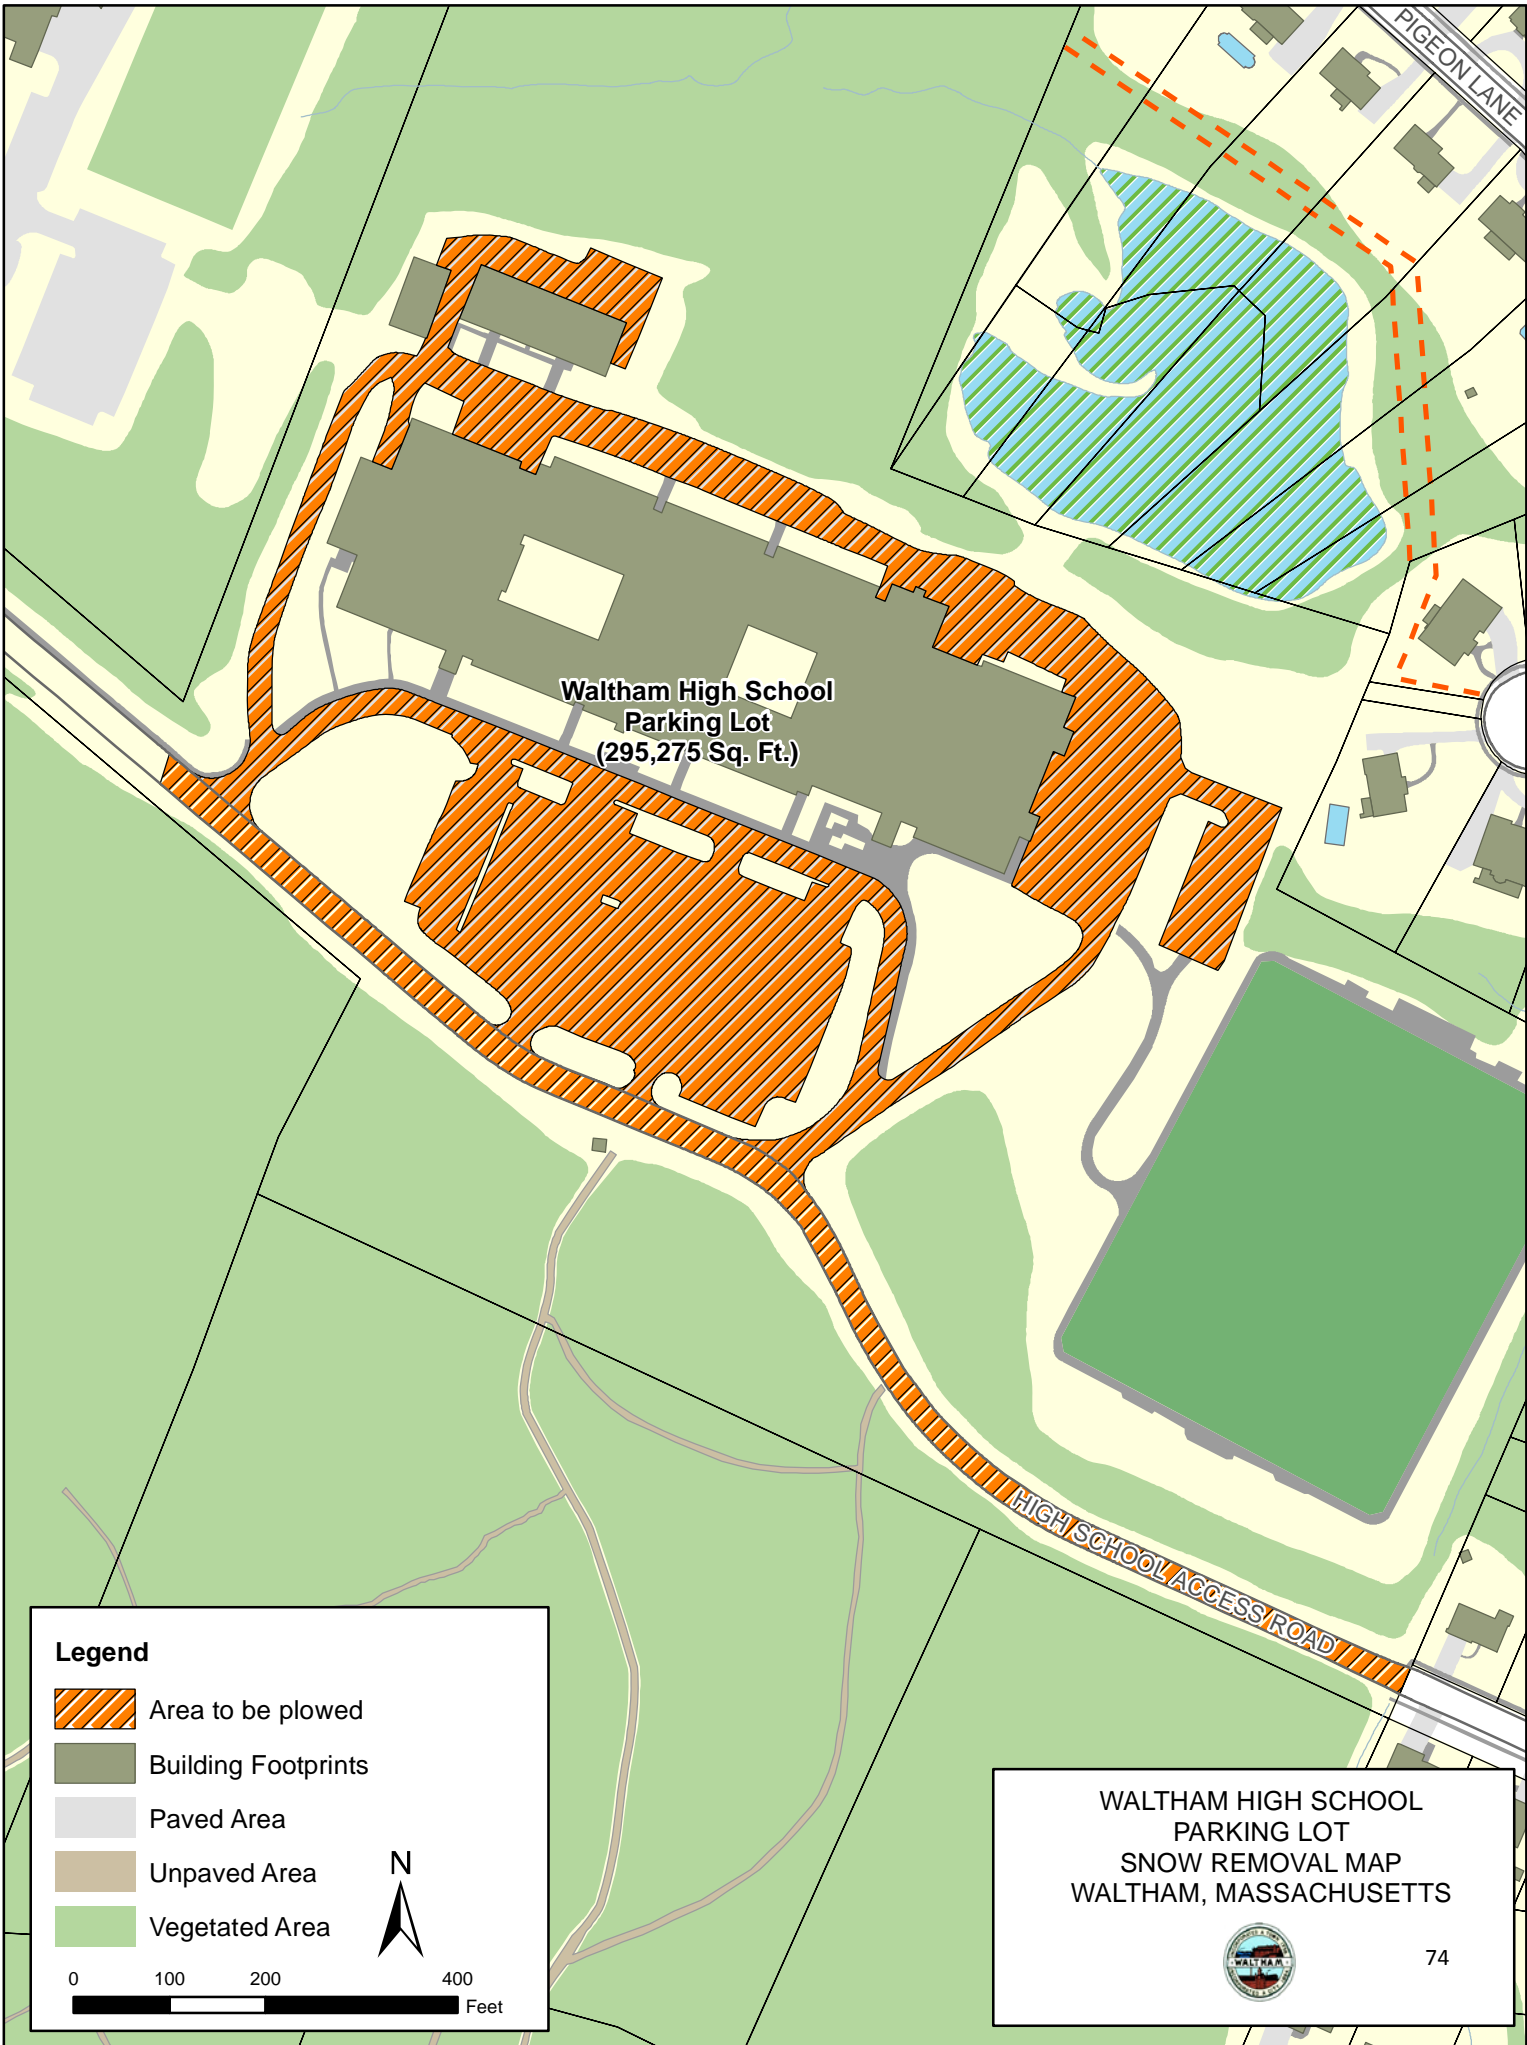 PIGEON LANE
Waltham High School
Parking Lot
(295,275 Sq. Ft.)
HIGH SCHOOL ACCESS ROAD
Legend
Area to be plowed
Building Footprints
Paved Area
Unpaved Area
Vegetated Area
N
0 100 200 400
Feet
WALTHAM HIGH SCHOOL
PARKING LOT
SNOW REMOVAL MAP
WALTHAM, MASSACHUSETTS
WALTHAM
74